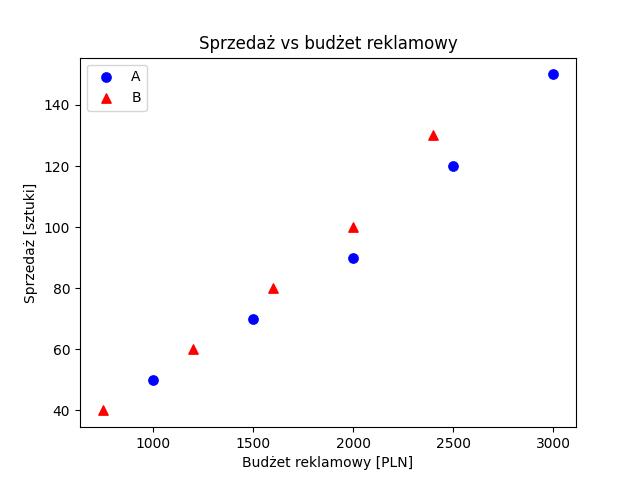 Sprzedaż vs budżet reklamowy
A
B
Sprzedaż [sztuki]
140
120
100
80
60
40
1000 1500 2000 2500 3000
Budżet reklamowy [PLN]